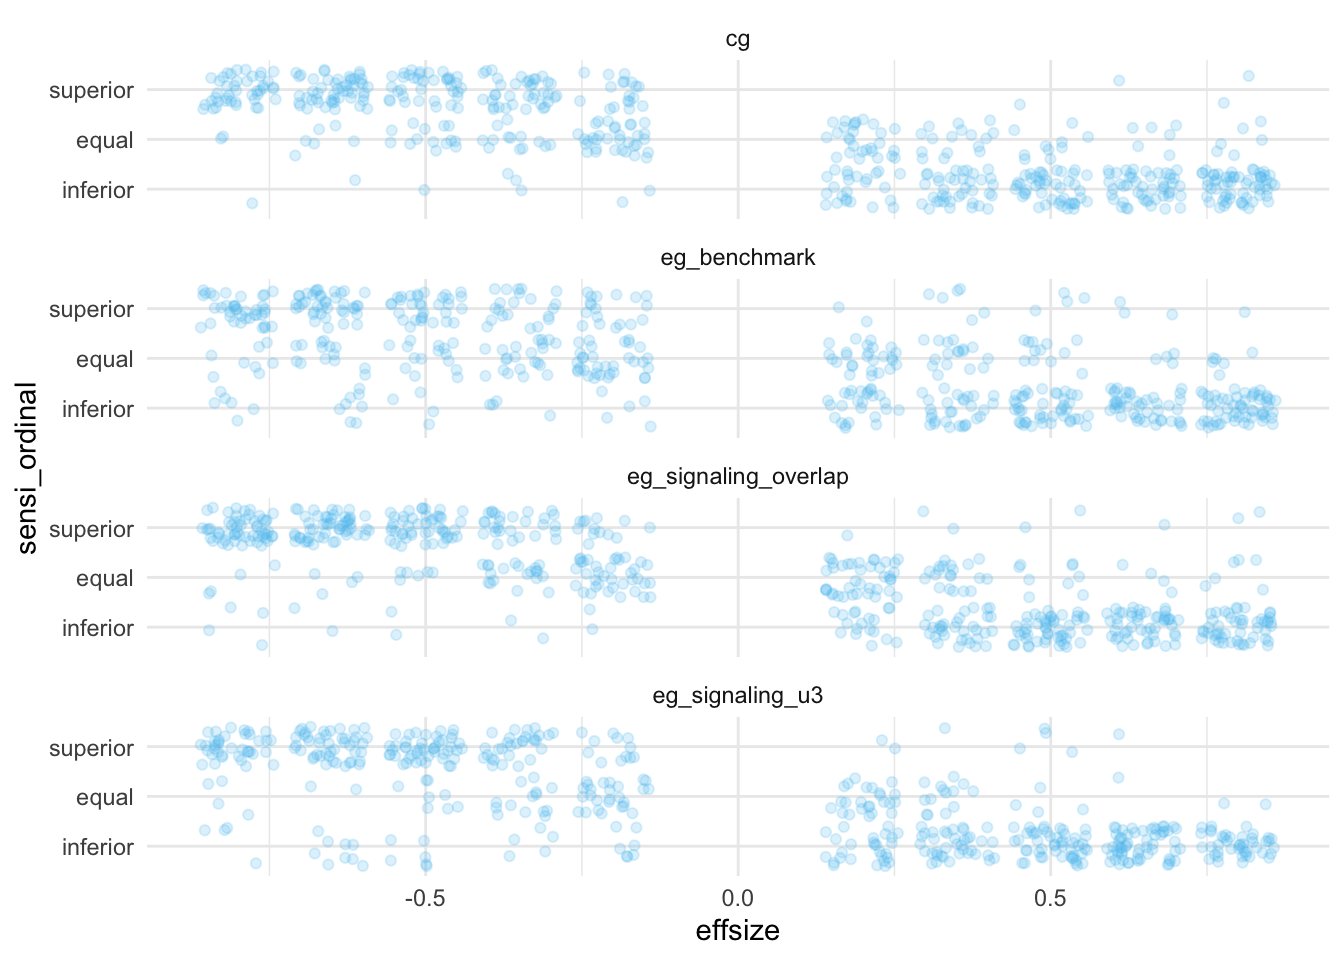 cg
superior
equal
inferior
eg_benchmark
superior
equal
inferior
eg_signaling_overlap
superior
equal
inferior
eg_signaling_u3
superior
equal
inferior
sensi_ordinal
-0.5 0.0 0.5
effsize